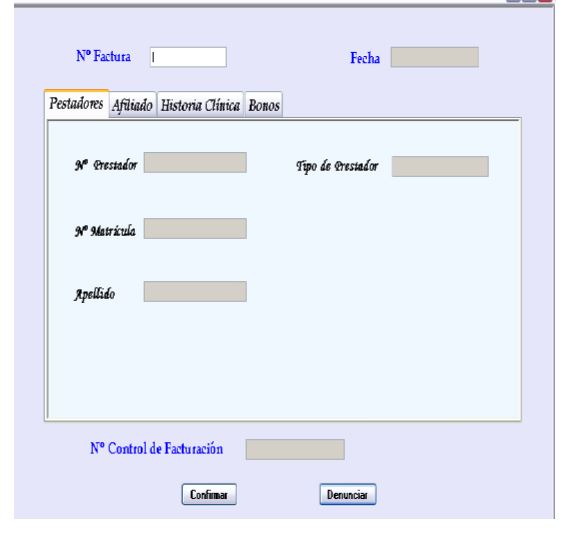 Nº Factura Fecha
Pestadores Afiliado Historia Clínica Bonos
Nº Prestador Tipo de Prestador
Nº Matrícula
Apellido
Nº Control de Facturación
Confirmar Denunciar